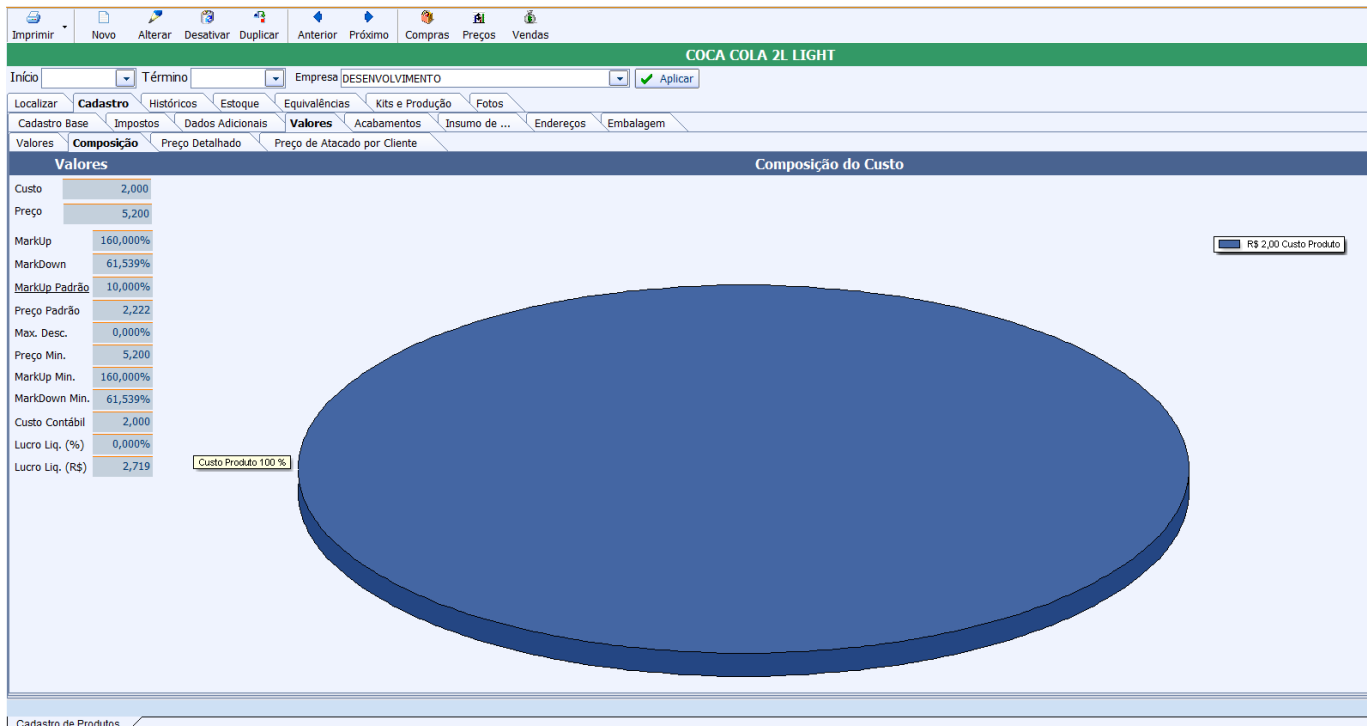 Imprimir Novo Alterar Desativar Duplicar Anterior Próximo Compras Preços Vendas
COCA COLA 2L LIGHT
Início Término Empresa DESENVOLVIMENTO Aplicar
Localizar Cadastro Históricos Estoque Equivalências Kits e Produção Fotos
Cadastro Base Impostos Dados Adicionais Valores Acabamentos Insumo de ... Endereços Embalagem
Valores Composição Preço Detalhado Preço de Atacado por Cliente
Valores Composição do Custo
Custo 2,000
Preço 5,200
MarkUp 160,000%
R$ 2,00 Custo Produto
MarkDown 61,539%
MarkUp Padrão 10,000%
Preço Padrão 2,222
Max. Desc. 0,000%
Preço Min. 5,200
MarkUp Min. 160,000%
MarkDown Min. 61,539%
Custo Contábil 2,000
Lucro Liq. (%) 0,000%
Lucro Liq. (R$) 2,719
Custo Produto 100 %
Cadastro de Produtos